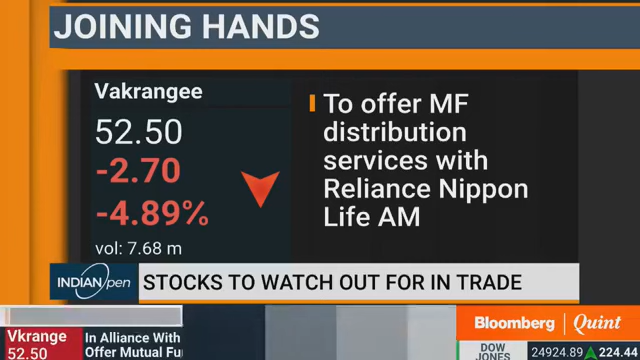 JOINING HANDS
Vakrangee
52.50
-2.70
-4.89%
vol: 7.68 m
To offer MF
distribution
services with
Reliance Nippon
Life AM
INDIAN open
STOCKS TO WATCH OUT FOR IN TRADE
Bloomberg | Quint
Vkrange
52.50
In Alliance With
Offer Mutual Fu
DOW
JONES
24924.89 224.44